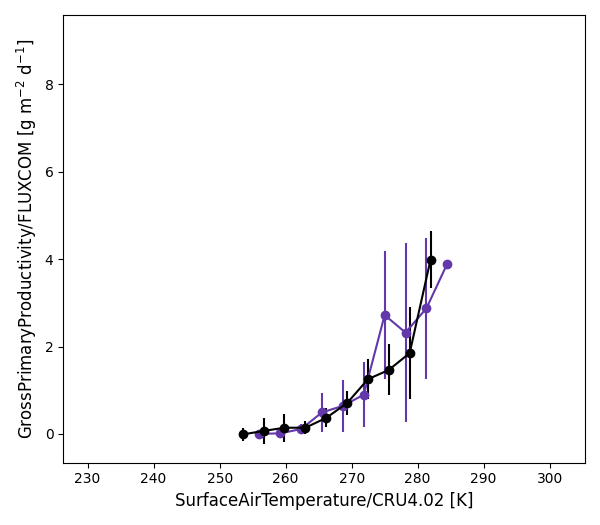 GrossPrimaryProductivity/FLUXCOM [g m⁻² d⁻¹]
8
6
4
2
0
230 240 250 260 270 280 290 300
SurfaceAirTemperature/CRU4.02 [K]